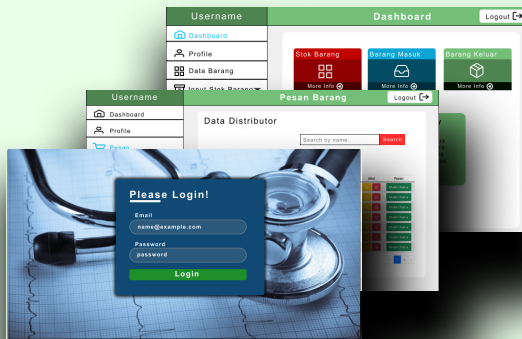 Username
Dashboard
Logout
Dashboard
Profile
Data Barang
Input Stok Barang
Stok Barang
More Info
Barang Masuk
More Info
Barang Keluar
More Info
Username
Pesan Barang
Logout
Dashboard
Profile
Pesan
Data Distributor
Search by name..
Search
Please Login!
Email
name@example.com
Password
password
Login